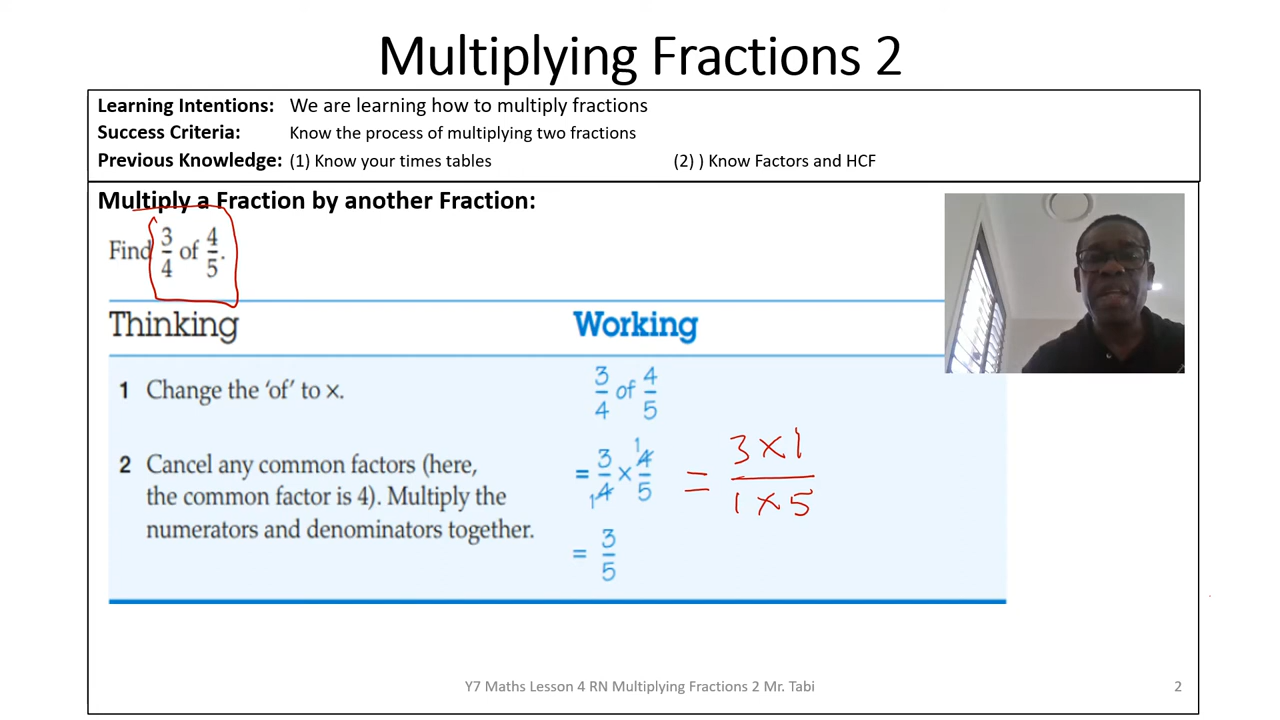 Multiplying Fractions 2
Learning Intentions: We are learning how to multiply fractions
Success Criteria: Know the process of multiplying two fractions
Previous Knowledge: (1) Know your times tables (2) ) Know Factors and HCF
Multiply a Fraction by another Fraction:
Find 3/4 of 4/5.
Thinking Working
1 Change the 'of' to ×. 3/4 of 4/5
2 Cancel any common factors (here, the common factor is 4). Multiply the numerators and denominators together.
= 3/4 1 × 1 4/5 = 3 × 1 / 1 × 5
= 3/5
Y7 Maths Lesson 4 RN Multiplying Fractions 2 Mr. Tabi 2